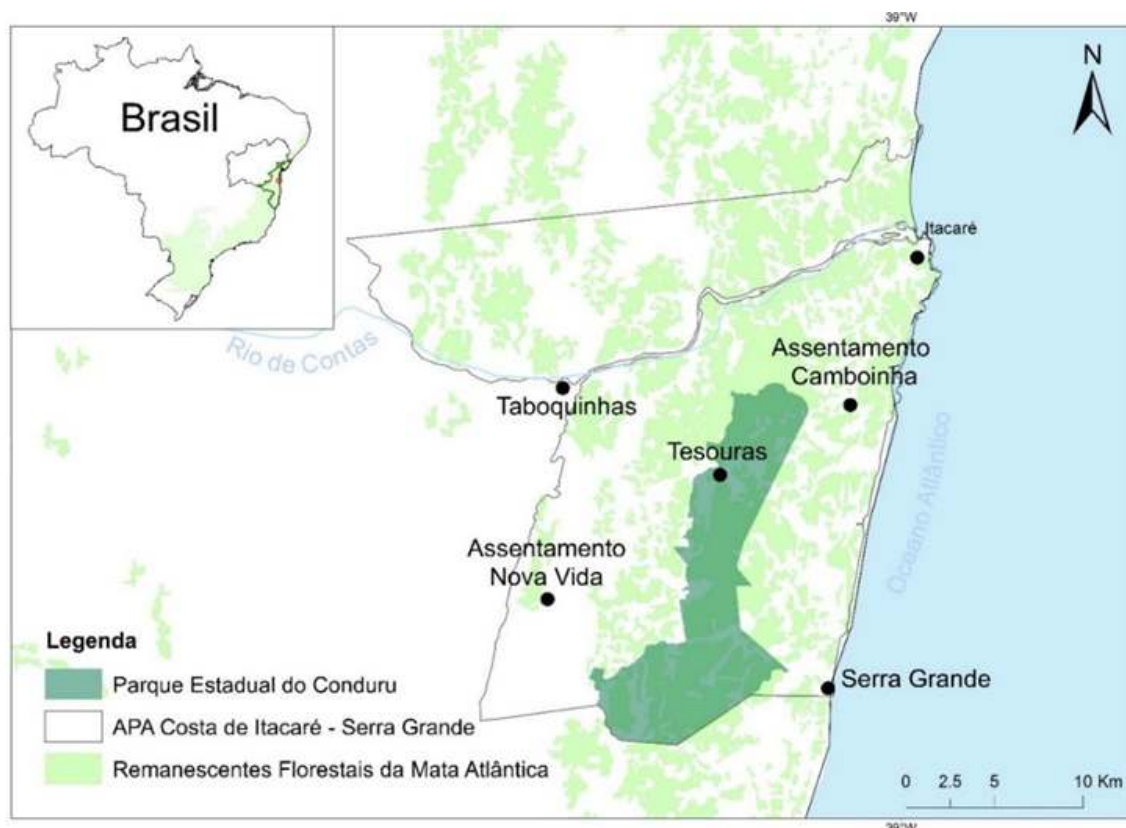 39°W
N
Brasil
Itacaré
Rio de Contas
Assentamento
Camboinha
Taboquinhas
Tesouras
Oceano Atlântico
Assentamento
Nova Vida
Legenda
Parque Estadual do Conduru
Serra Grande
APA Costa de Itacaré - Serra Grande
Remanescentes Florestais da Mata Atlântica
0 2.5 5 10 Km
39°W